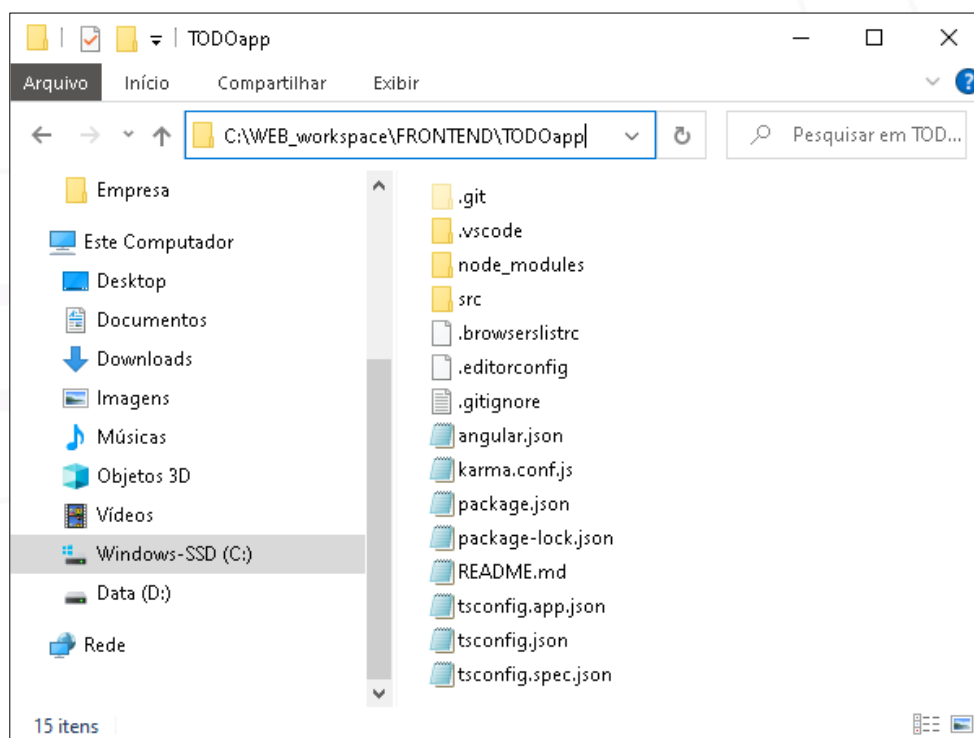 TODOapp
Arquivo Início Compartilhar Exibir
C:\WEB_workspace\FRONTEND\TODOapp Pesquisar em TOD...
Empresa
Este Computador
Desktop
Documentos
Downloads
Imagens
Músicas
Objetos 3D
Vídeos
Windows-SSD (C:)
Data (D:)
Rede
.git
.vscode
node_modules
src
.browserslistrc
.editorconfig
.gitignore
angular.json
karma.conf.js
package.json
package-lock.json
README.md
tsconfig.app.json
tsconfig.json
tsconfig.spec.json
15 itens